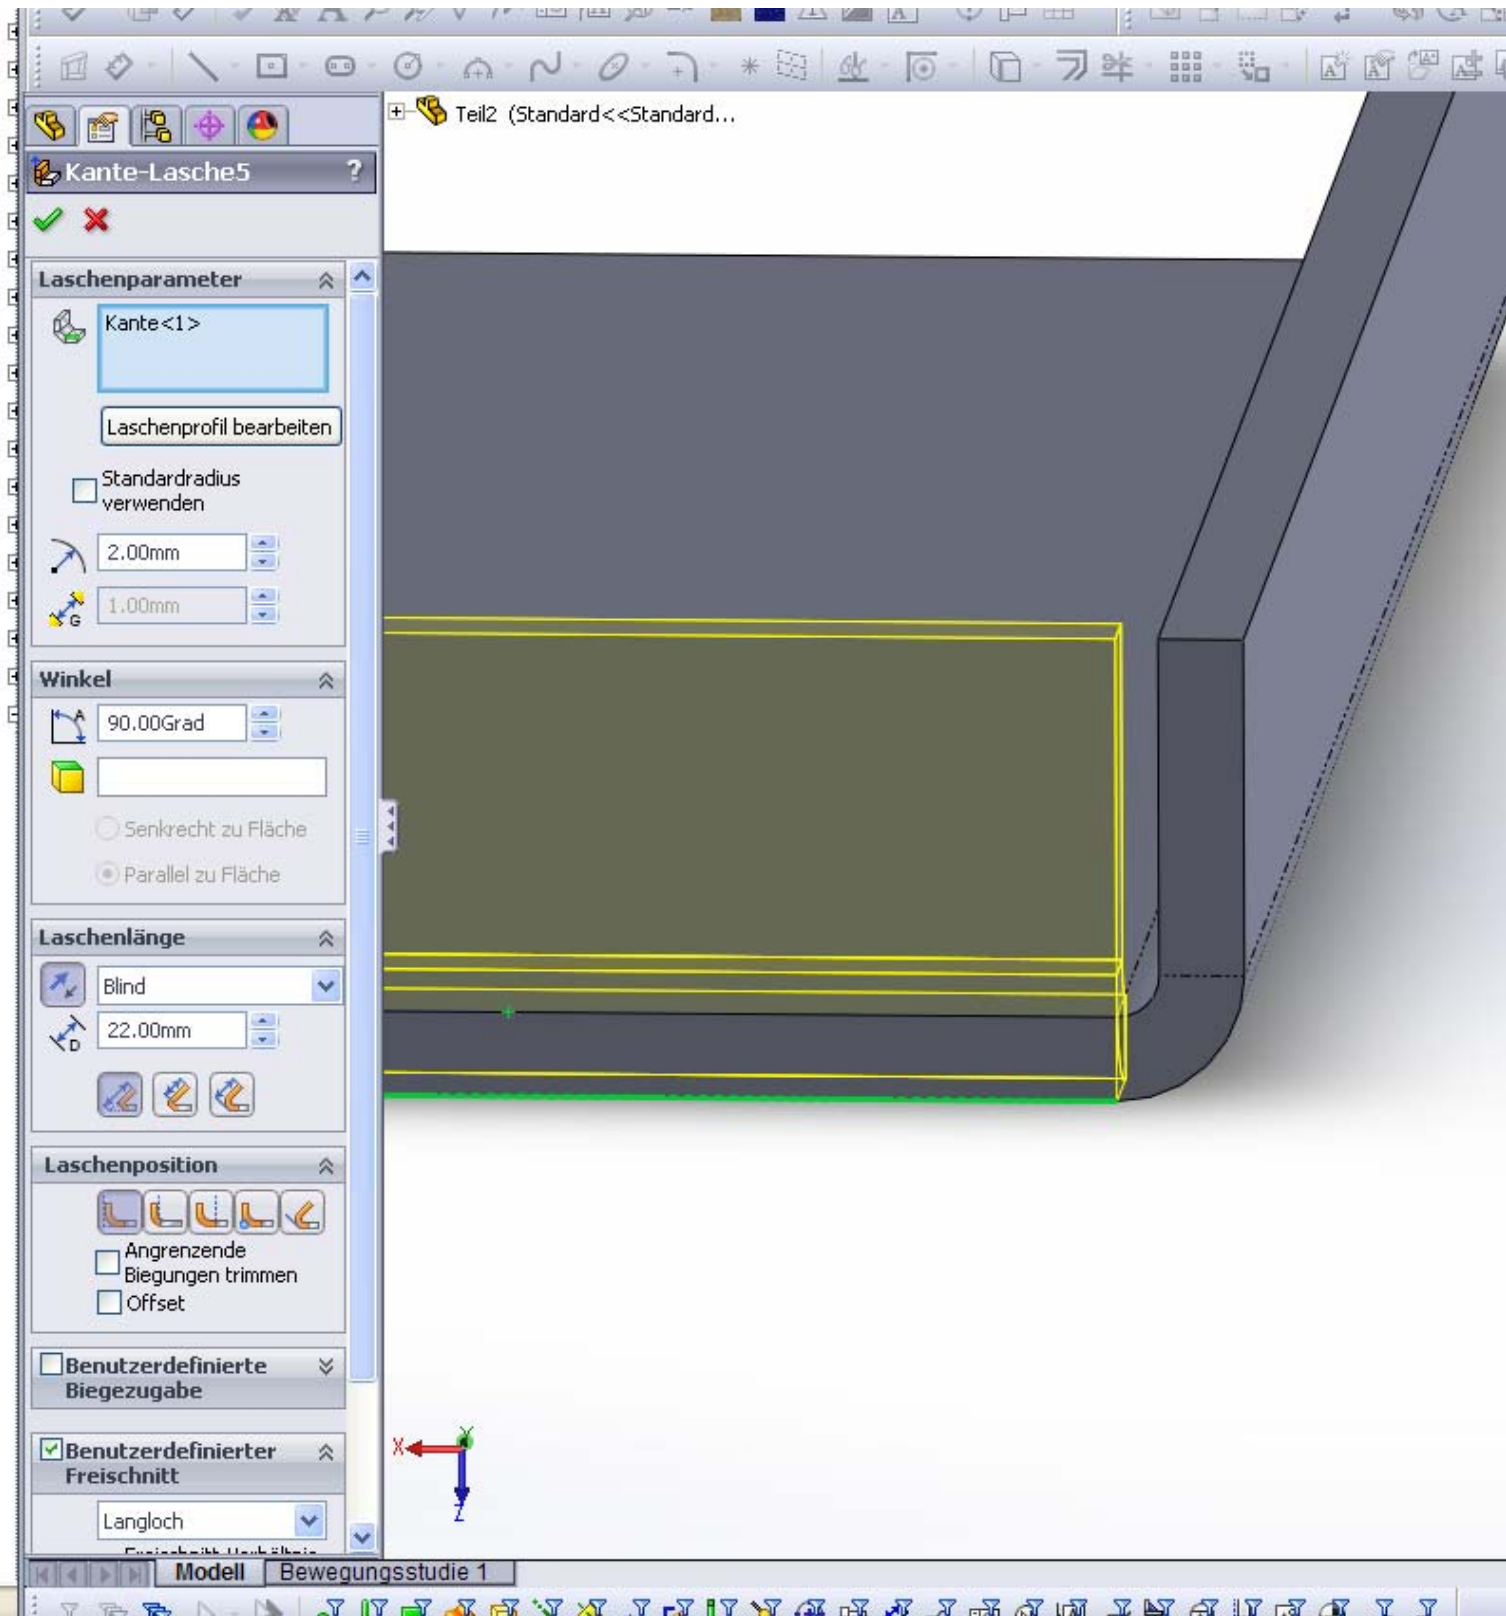 Teil2 (Standard<<Standard...
Kante-Lasche5 ?
Laschenparameter
Kante<1>
Laschenprofil bearbeiten
Standardradius
verwenden
2.00mm
G
1.00mm
Winkel
A
90.00Grad
Senkrecht zu Fläche
Parallel zu Fläche
Laschenlänge
Blind
D
22.00mm
Laschenposition
Angrenzende
Biegungen trimmen
Offset
Benutzerdefinierte
Biegezugabe
Benutzerdefinierter
Freischnitt
Langloch
X
Y
Z
Modell
Bewegungsstudie 1